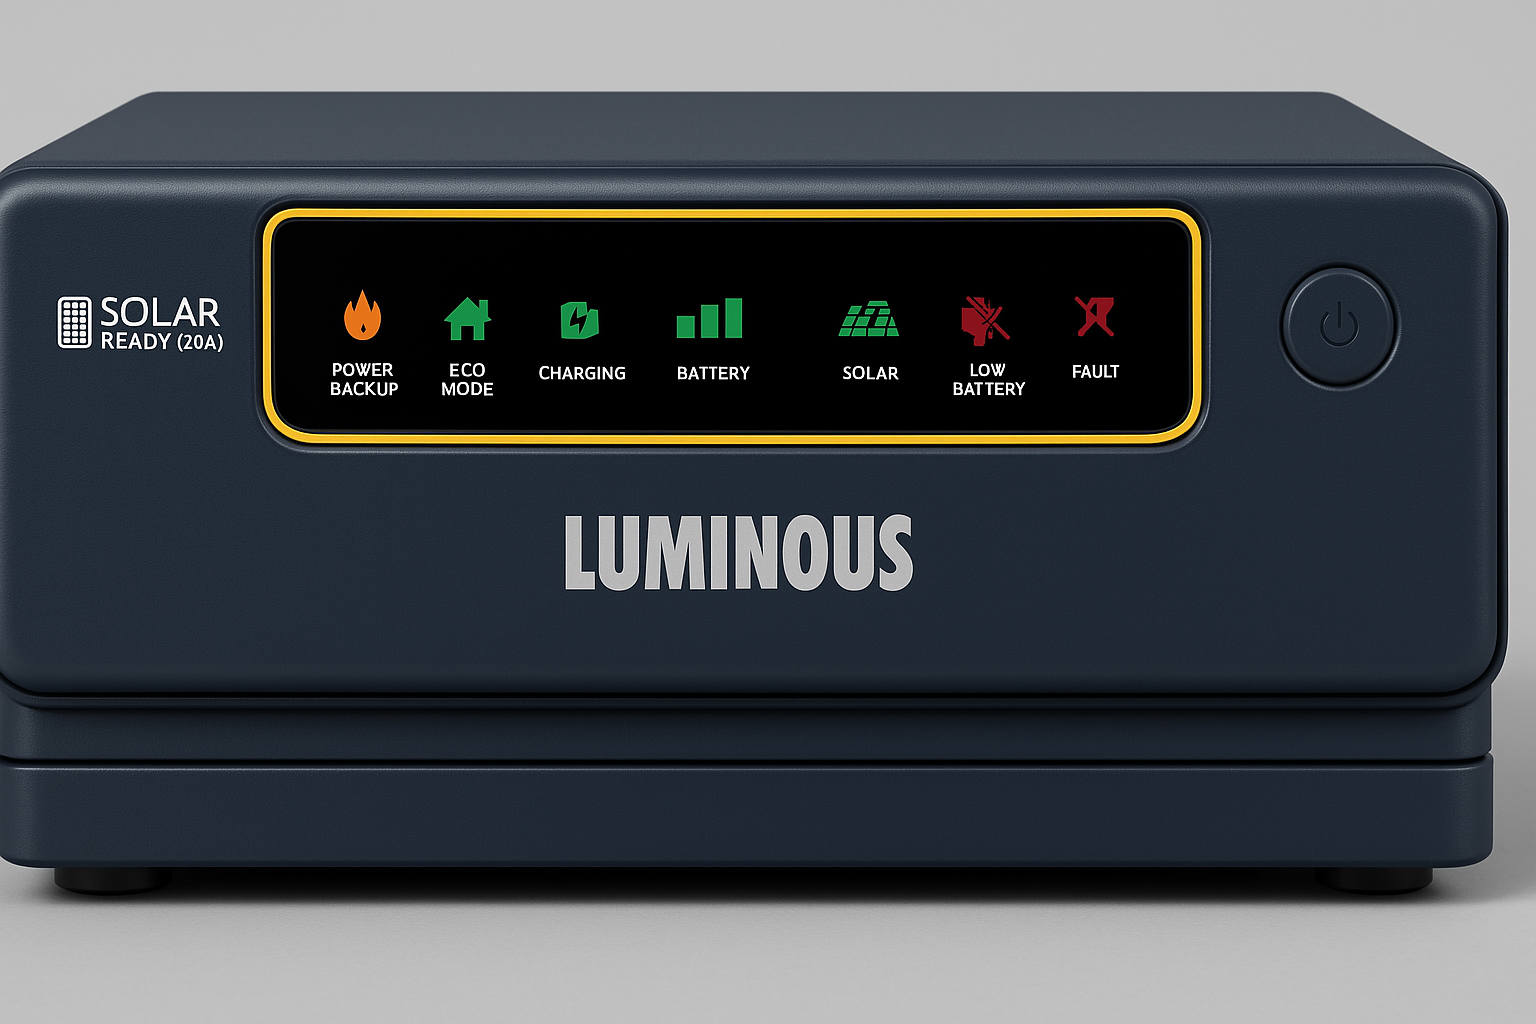 SOLAR
READY (20A)
POWER
BACKUP
ECO
MODE
CHARGING
BATTERY
SOLAR
LOW
BATTERY
FAULT
LUMINOUS